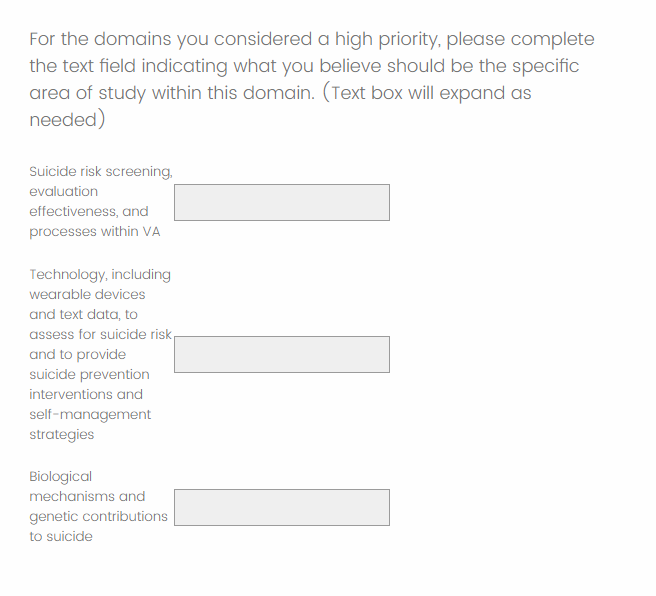 For the domains you considered a high priority, please complete
the text field indicating what you believe should be the specific
area of study within this domain. (Text box will expand as
needed)
Suicide risk screening,
evaluation
effectiveness, and
processes within VA
Technology, including
wearable devices
and text data, to
assess for suicide risk
and to provide
suicide prevention
interventions and
self-management
strategies
Biological
mechanisms and
genetic contributions
to suicide